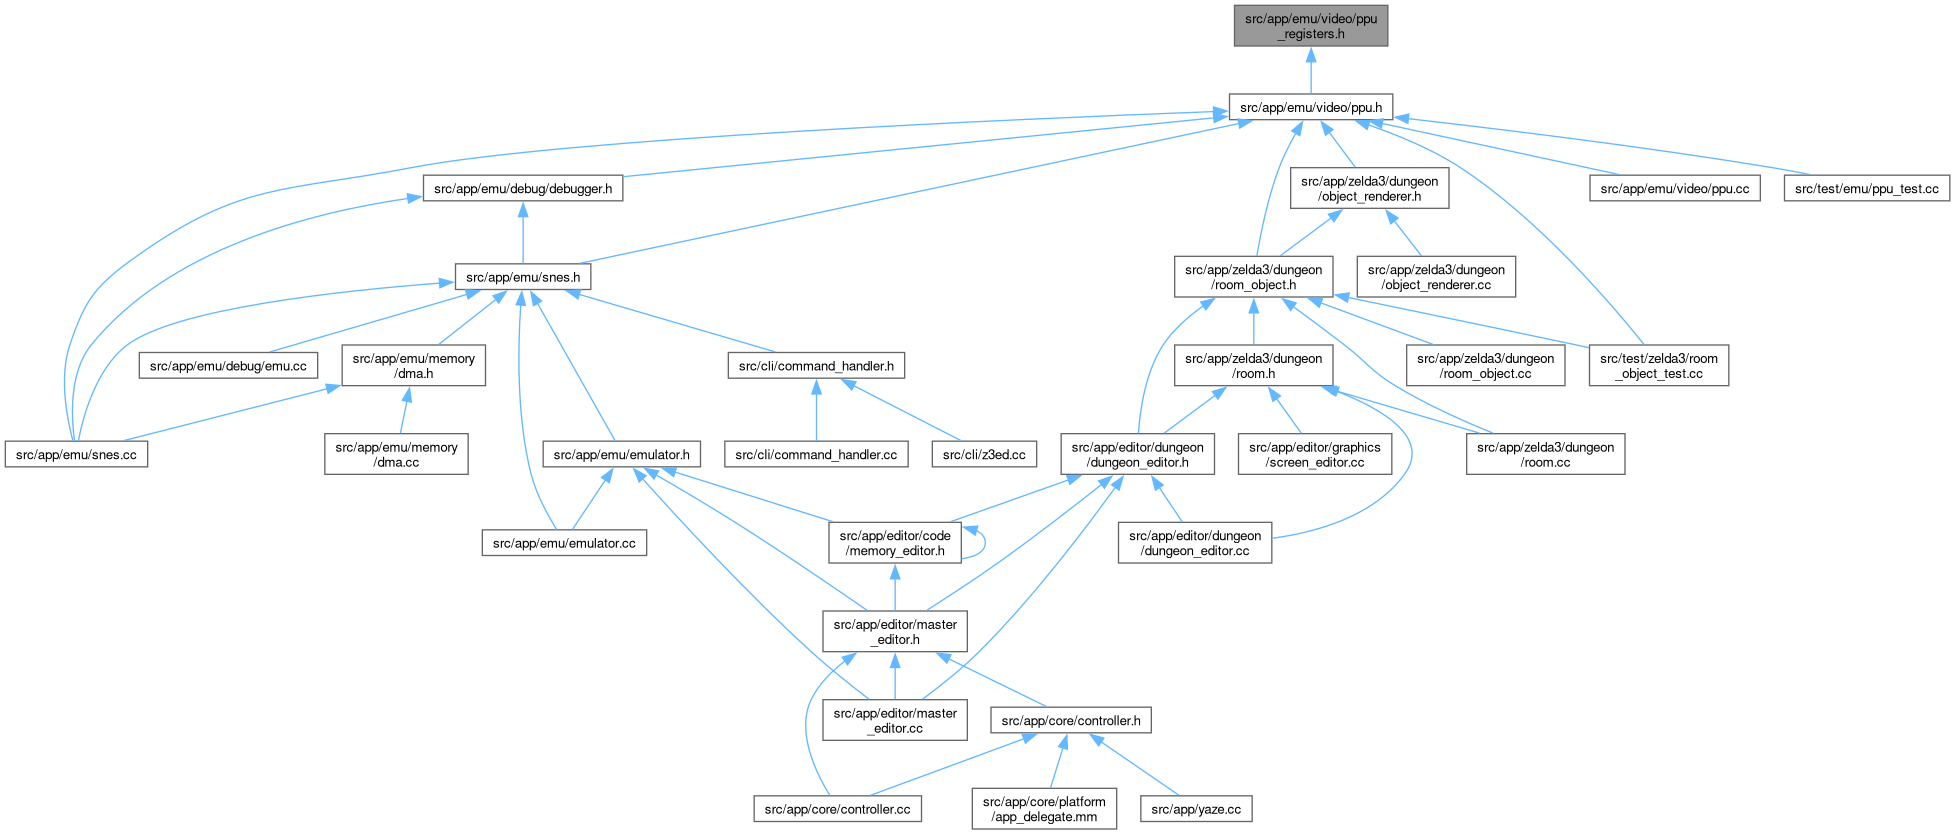 src/app/emu/video/ppu
_registers.h
src/app/emu/video/ppu.h
src/app/emu/debug/debugger.h
src/app/zelda3/dungeon
/object_renderer.h
src/app/emu/video/ppu.cc
src/test/emu/ppu_test.cc
src/app/emu/snes.h
src/app/zelda3/dungeon
/room_object.h
src/app/zelda3/dungeon
/object_renderer.cc
src/app/emu/debug/emu.cc
src/app/emu/memory
/dma.h
src/cli/command_handler.h
src/app/zelda3/dungeon
/room.h
src/app/zelda3/dungeon
/room_object.cc
src/test/zelda3/room
_object_test.cc
src/app/emu/snes.cc
src/app/emu/memory
/dma.cc
src/app/emu/emulator.h
src/cli/command_handler.cc
src/cli/z3ed.cc
src/app/editor/dungeon
/dungeon_editor.h
src/app/editor/graphics
/screen_editor.cc
src/app/zelda3/dungeon
/room.cc
src/app/emu/emulator.cc
src/app/editor/code
/memory_editor.h
src/app/editor/dungeon
/dungeon_editor.cc
src/app/editor/master
_editor.h
src/app/editor/master
_editor.cc
src/app/core/controller.h
src/app/core/controller.cc
src/app/core/platform
/app_delegate.mm
src/app/yaze.cc